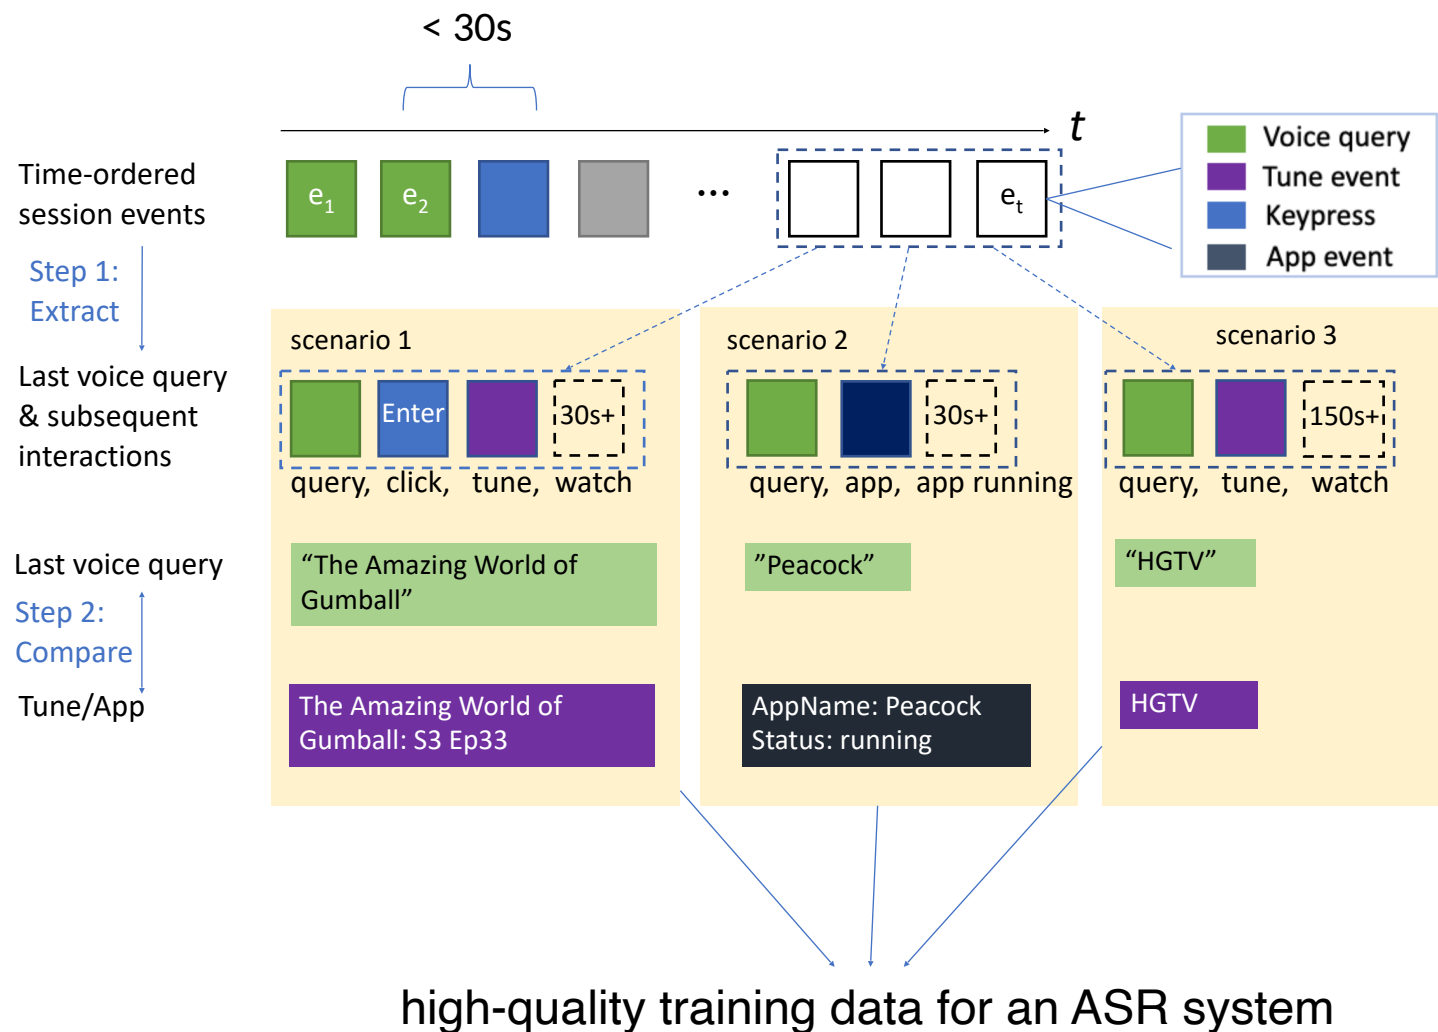 < 30s
t
Voice query
Tune event
Keypress
App event
Time-ordered
session events
e1
e2
...
et
Step 1:
Extract
scenario 1
scenario 2
scenario 3
Last voice query
& subsequent
interactions
Enter
30s+
30s+
150s+
query, click, tune, watch
query, app, app running
query, tune, watch
Last voice query
“The Amazing World of
Gumball”
”Peacock”
“HGTV”
Step 2:
Compare
Tune/App
The Amazing World of
Gumball: S3 Ep33
AppName: Peacock
Status: running
HGTV
high-quality training data for an ASR system